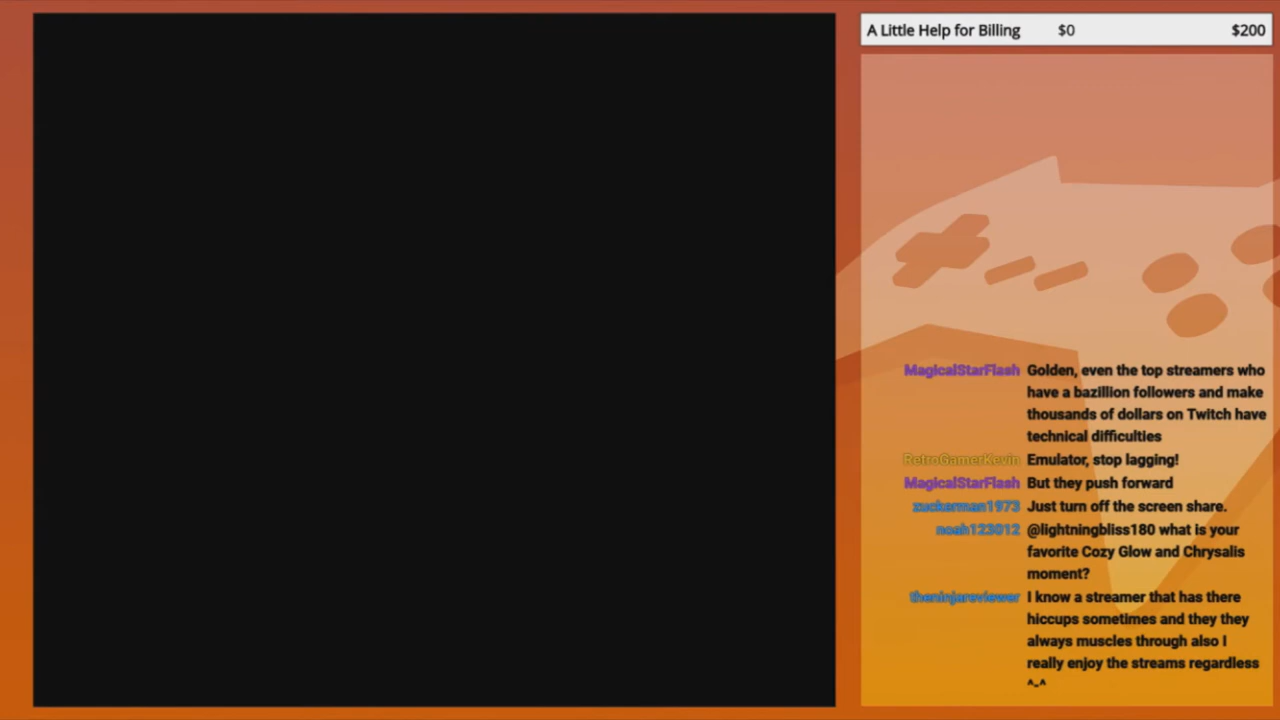 A Little Help for Billing $0 $200
MagicalStarFlash Golden, even the top streamers who
have a bazillion followers and make
thousands of dollars on Twitch have
technical difficulties
RetroGamerKevin Emulator, stop lagging!
MagicalStarFlash But they push forward
zuckerman1973 Just turn off the screen share.
noah123012 @lightningbliss180 what is your
favorite Cozy Glow and Chrysalis
moment?
theninjareviewer I know a streamer that has there
hiccups sometimes and they they
always muscles through also I
really enjoy the streams regardless
^-^